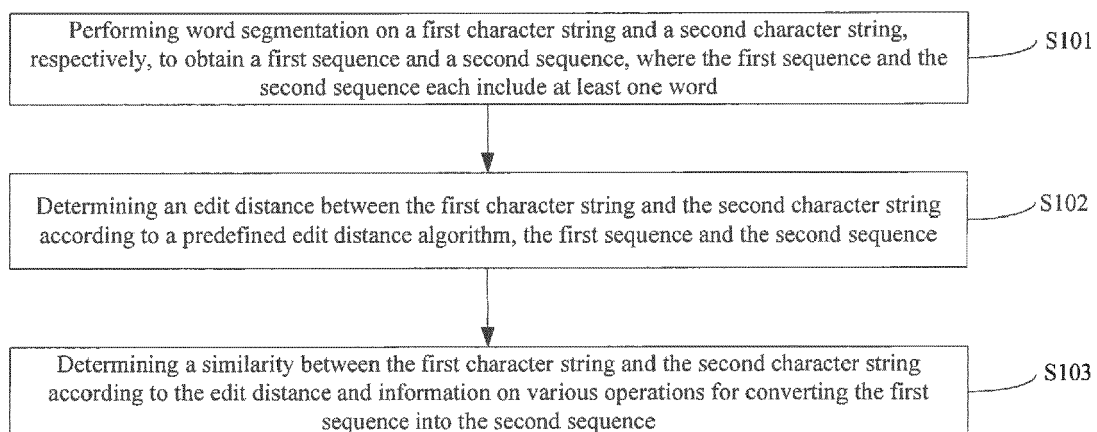 Performing word segmentation on a first character string and a second character string,
respectively, to obtain a first sequence and a second sequence, where the first sequence and the
second sequence each include at least one word
S101
Determining an edit distance between the first character string and the second character string
according to a predefined edit distance algorithm, the first sequence and the second sequence
S102
Determining a similarity between the first character string and the second character string
according to the edit distance and information on various operations for converting the first
sequence into the second sequence
S103